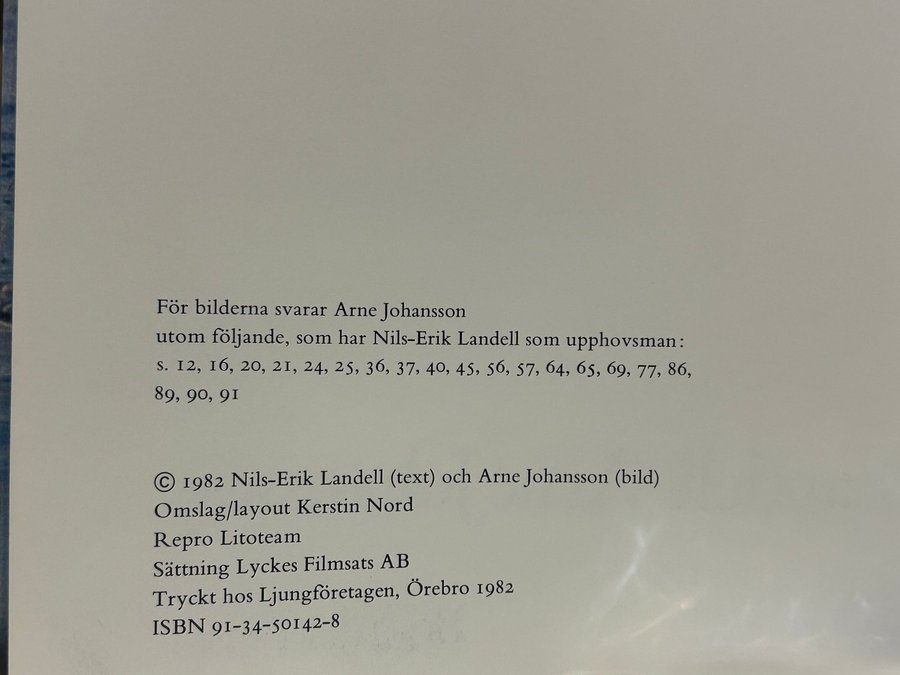 För bilderna svarar Arne Johansson
utom följande, som har Nils-Erik Landell som upphovsman:
s. 12, 16, 20, 21, 24, 25, 36, 37, 40, 45, 56, 57, 64, 65, 69, 77, 86,
89, 90, 91
© 1982 Nils-Erik Landell (text) och Arne Johansson (bild)
Omslag/layout Kerstin Nord
Repro Litoteam
Sättning Lyckes Filmsats AB
Tryckt hos Ljungföretagen, Örebro 1982
ISBN 91-34-50142-8